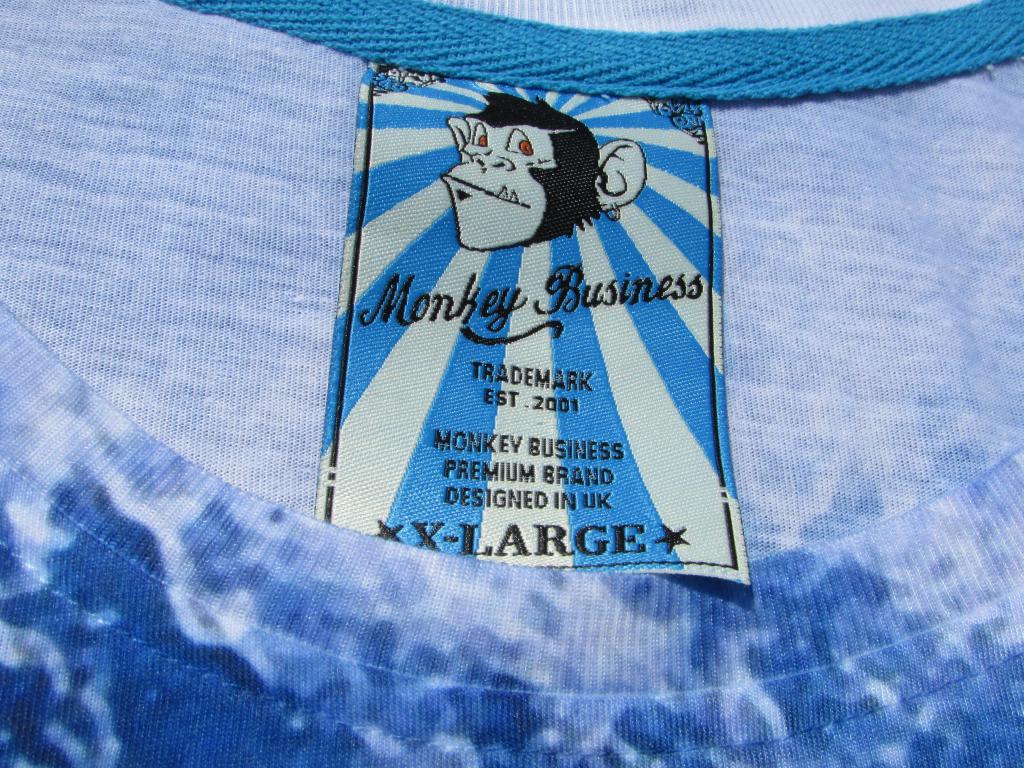 Monkey Business
TRADEMARK
EST. 2001
MONKEY BUSINESS
PREMIUM BRAND
DESIGNED IN UK
X-LARGE